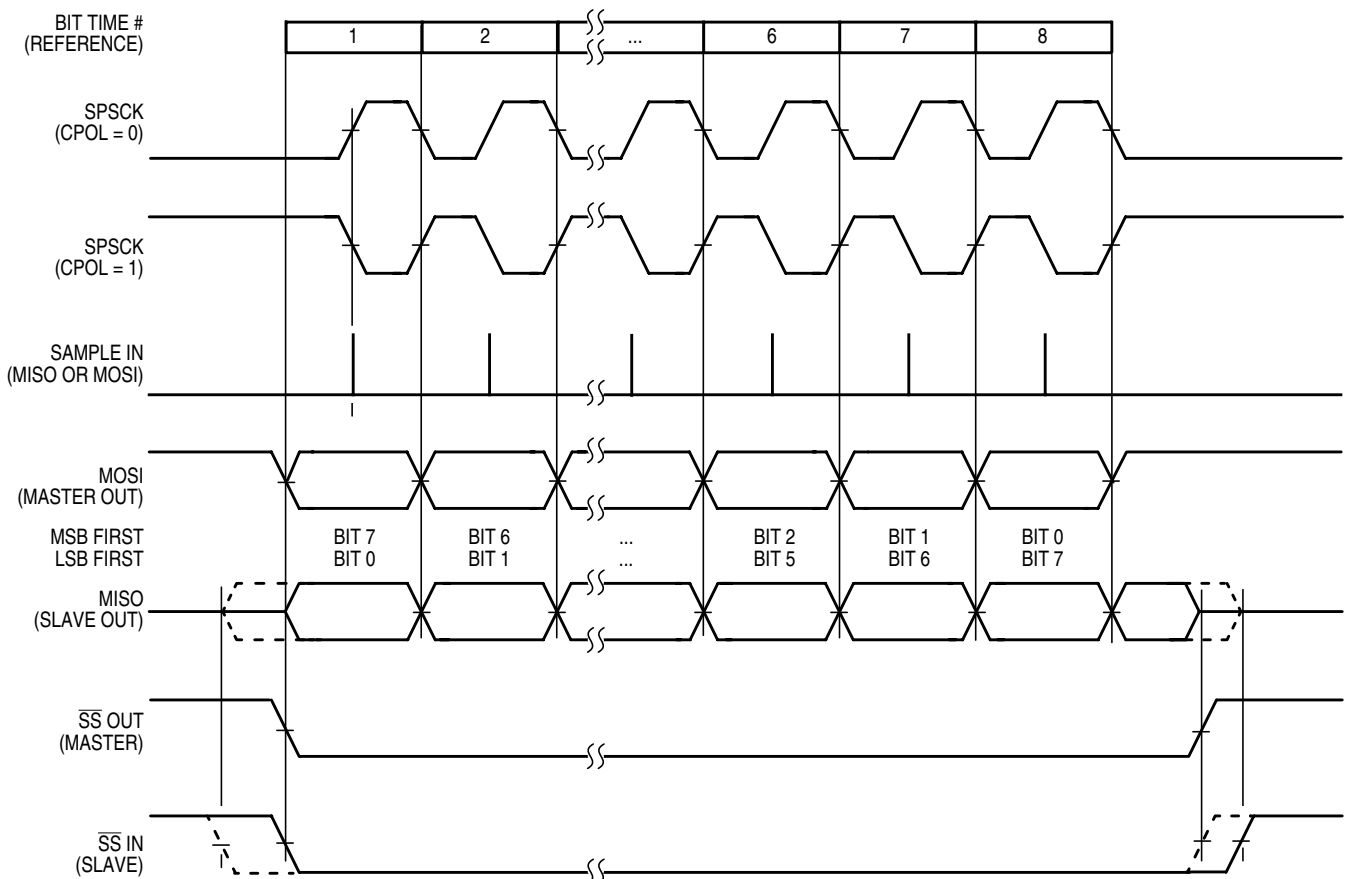 BIT TIME #
(REFERENCE)
1 2 ... 6 7 8
SPSCK
(CPOL = 0)
SPSCK
(CPOL = 1)
SAMPLE IN
(MISO OR MOSI)
MOSI
(MASTER OUT)
MSB FIRST BIT 7 BIT 6 ... BIT 2 BIT 1 BIT 0
LSB FIRST BIT 0 BIT 1 ... BIT 5 BIT 6 BIT 7
MISO
(SLAVE OUT)
S̅S̅ OUT
(MASTER)
S̅S̅ IN
(SLAVE)